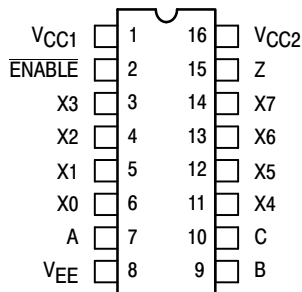 VCC1 1 16 VCC2
ENABLE 2 15 Z
X3 3 14 X7
X2 4 13 X6
X1 5 12 X5
X0 6 11 X4
A 7 10 C
VEE 8 9 B